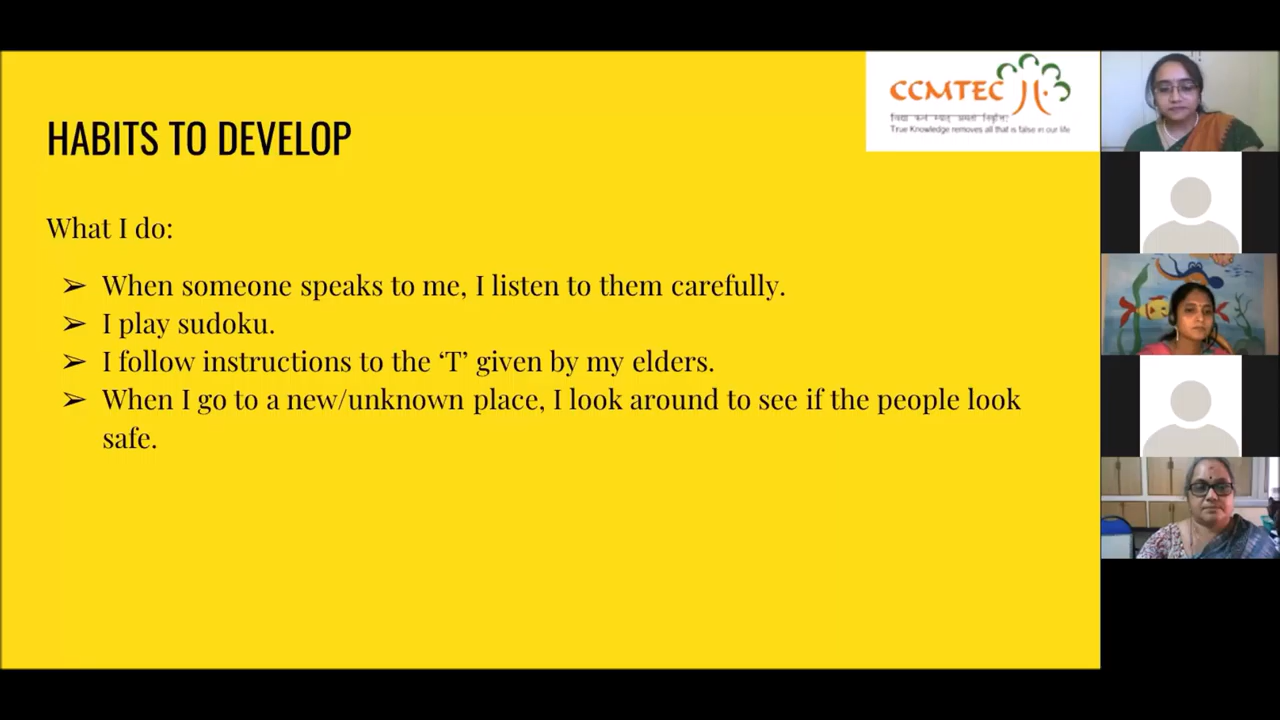 CCMTEC
True Knowledge removes all that is false in our life
HABITS TO DEVELOP
What I do:
➢ When someone speaks to me, I listen to them carefully.
➢ I play sudoku.
➢ I follow instructions to the ‘T’ given by my elders.
➢ When I go to a new/unknown place, I look around to see if the people look
safe.